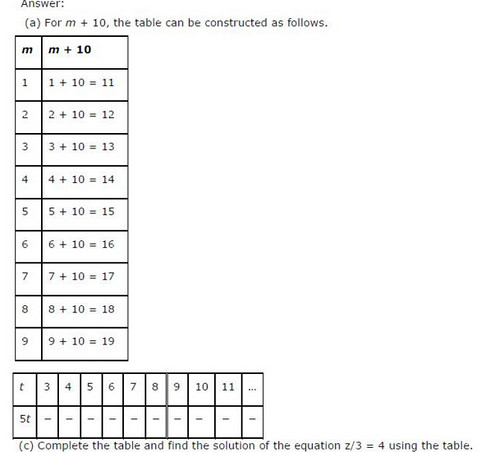 Answer:
(a) For m + 10, the table can be constructed as follows.
m m + 10
1 1 + 10 = 11
2 2 + 10 = 12
3 3 + 10 = 13
4 4 + 10 = 14
5 5 + 10 = 15
6 6 + 10 = 16
7 7 + 10 = 17
8 8 + 10 = 18
9 9 + 10 = 19
t 3 4 5 6 7 8 9 10 11 ...
5t – – – – – – – – – –
(c) Complete the table and find the solution of the equation z/3 = 4 using the table.